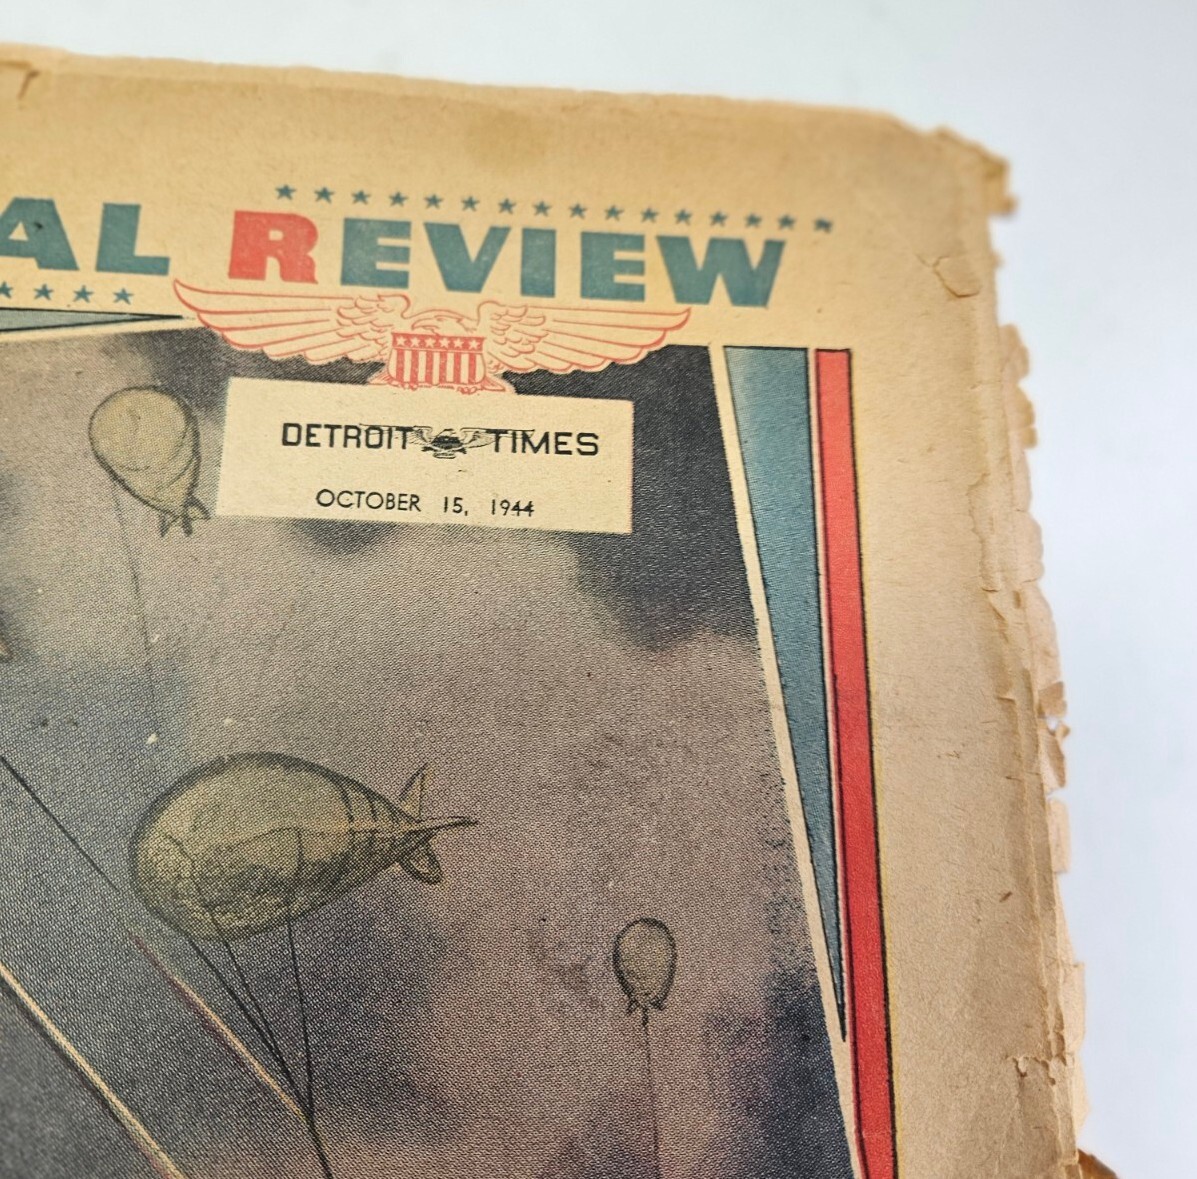 AL REVIEW
DETROIT TIMES
OCTOBER 15, 1944